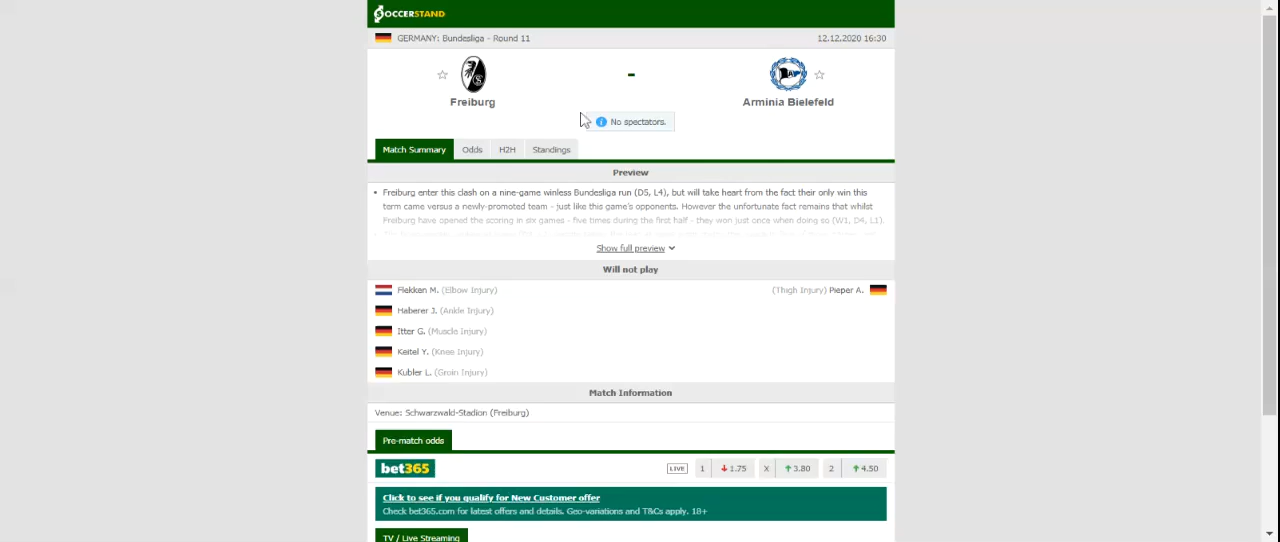 SOCCERSTAND
GERMANY: Bundesliga - Round 11 12.12.2020 16:30
-
Freiburg Arminia Bielefeld
No spectators.
Match Summary Odds H2H Standings
Preview
Freiburg enter this clash on a nine-game winless Bundesliga run (D5, L4), but will take heart from the fact their only win this
term came versus a newly-promoted team - just like this game's opponents. However the unfortunate fact remains that whilst
Freiburg have opened the scoring in six games - five times during the first half - they won just once when doing so (W1, D4, L1).
Show full preview
Will not play
Flekken M. (Elbow Injury) (Thigh Injury) Pieper A.
Haberer J. (Ankle Injury)
Itter G. (Muscle Injury)
Keitel Y. (Knee Injury)
Kubler L. (Groin Injury)
Match Information
Venue: Schwarzwald-Stadion (Freiburg)
Pre-match odds
bet365 LIVE 1 1.75 X 3.80 2 4.50
Click to see if you qualify for New Customer offer
Check bet365.com for latest offers and details. Geo-variations and T&Cs apply. 18+
TV / Live Streaming